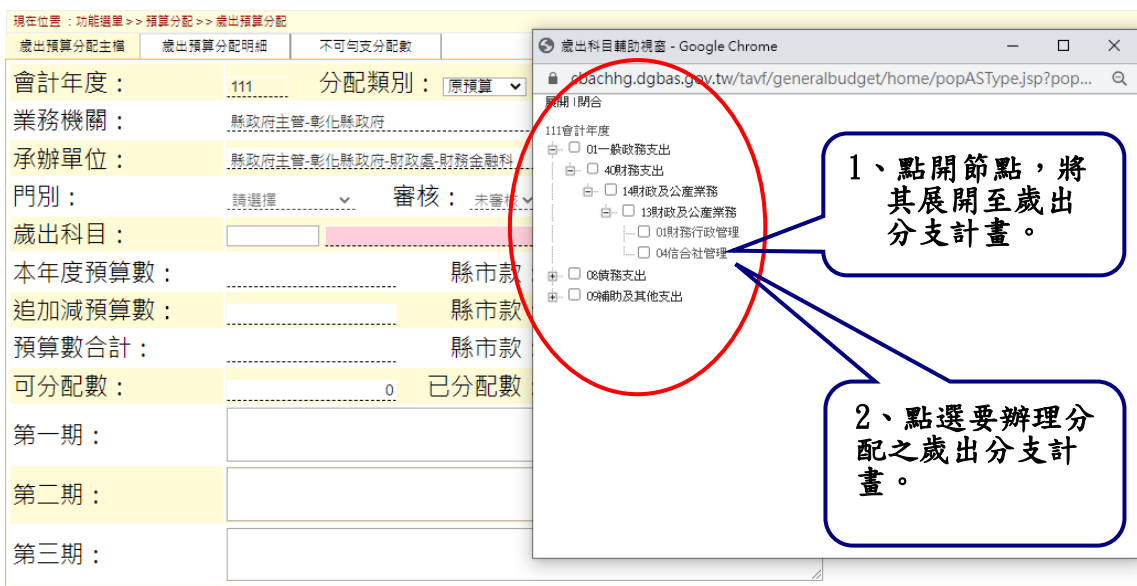 現在位置：功能選單>>預算分配>>歲出預算分配
歲出預算分配主檔 歲出預算分配明細 不可勻支分配數
會計年度： 111 分配類別： 原預算
業務機關： 縣政府主管-彰化縣政府
承辦單位： 縣政府主管-彰化縣政府-財政處-財務金融科
門別： 請選擇 審核： 未審核
歲出科目：
本年度預算數： 縣市款：
追加減預算數： 縣市款：
預算數合計： 縣市款：
可分配數： 0 已分配數：
第一期：
第二期：
第三期：
歲出科目輔助視窗 - Google Chrome
cbachhg.dgbas.gov.tw/tavf/generalbudget/home/popASType.jsp?pop...
展開 | 閉合
111會計年度
01一般政務支出
40財務支出
14財政及公產業務
13財政及公產業務
01財務行政管理
04信合社管理
08債務支出
09補助及其他支出
1、點開節點，將
其展開至歲出
分支計畫。
2、點選要辦理分
配之歲出分支計
畫。